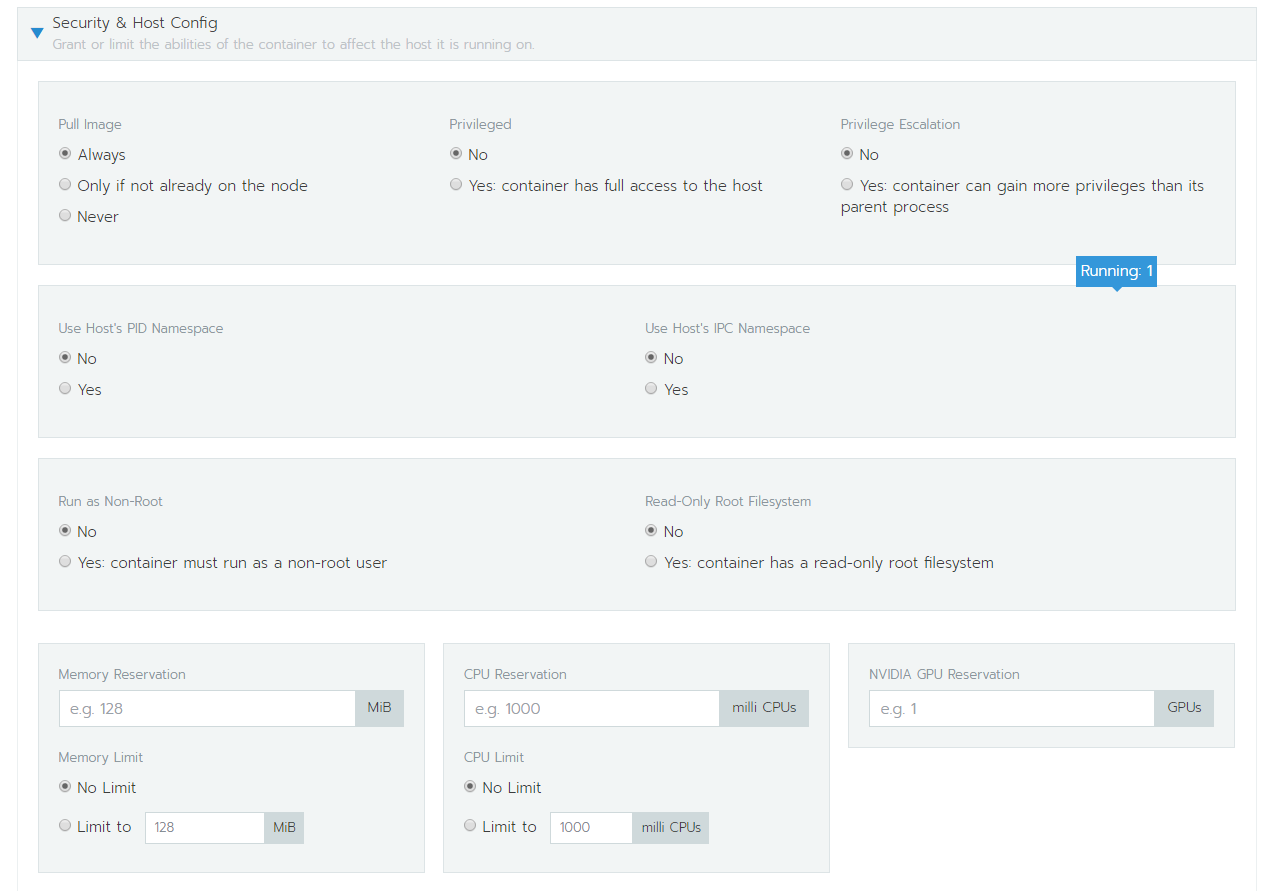 Security & Host Config
Grant or limit the abilities of the container to affect the host it is running on.
Pull Image
Always
Only if not already on the node
Never
Privileged
No
Yes: container has full access to the host
Privilege Escalation
No
Yes: container can gain more privileges than its
parent process
Running: 1
Use Host's PID Namespace
No
Yes
Use Host's IPC Namespace
No
Yes
Run as Non-Root
No
Yes: container must run as a non-root user
Read-Only Root Filesystem
No
Yes: container has a read-only root filesystem
Memory Reservation
e.g. 128 MiB
Memory Limit
No Limit
Limit to 128 MiB
CPU Reservation
e.g. 1000 milli CPUs
CPU Limit
No Limit
Limit to 1000 milli CPUs
NVIDIA GPU Reservation
e.g. 1 GPUs